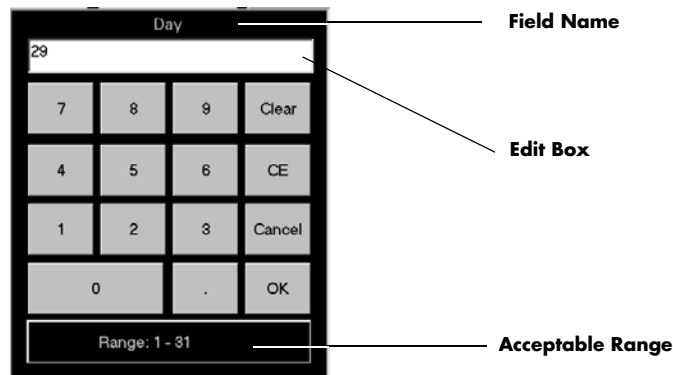 Day
Field Name
29
7 8 9 Clear
Edit Box
4 5 6 CE
1 2 3 Cancel
0 . OK
Range: 1 - 31
Acceptable Range